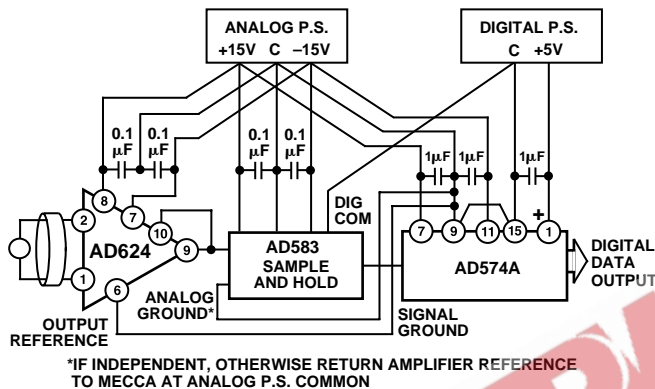 ANALOG P.S.
+15V C –15V
DIGITAL P.S.
C +5V
0.1 μF
0.1 μF
0.1 μF
0.1 μF
1μF
1μF
1μF
DIG COM
8
7
10
2
AD624
9
1
6
AD583
SAMPLE
AND HOLD
7
9
11
15
+
1
AD574A
DIGITAL
DATA
OUTPUT
ANALOG
GROUND*
SIGNAL
GROUND
OUTPUT
REFERENCE
*IF INDEPENDENT, OTHERWISE RETURN AMPLIFIER REFERENCE
TO MECCA AT ANALOG P.S. COMMON